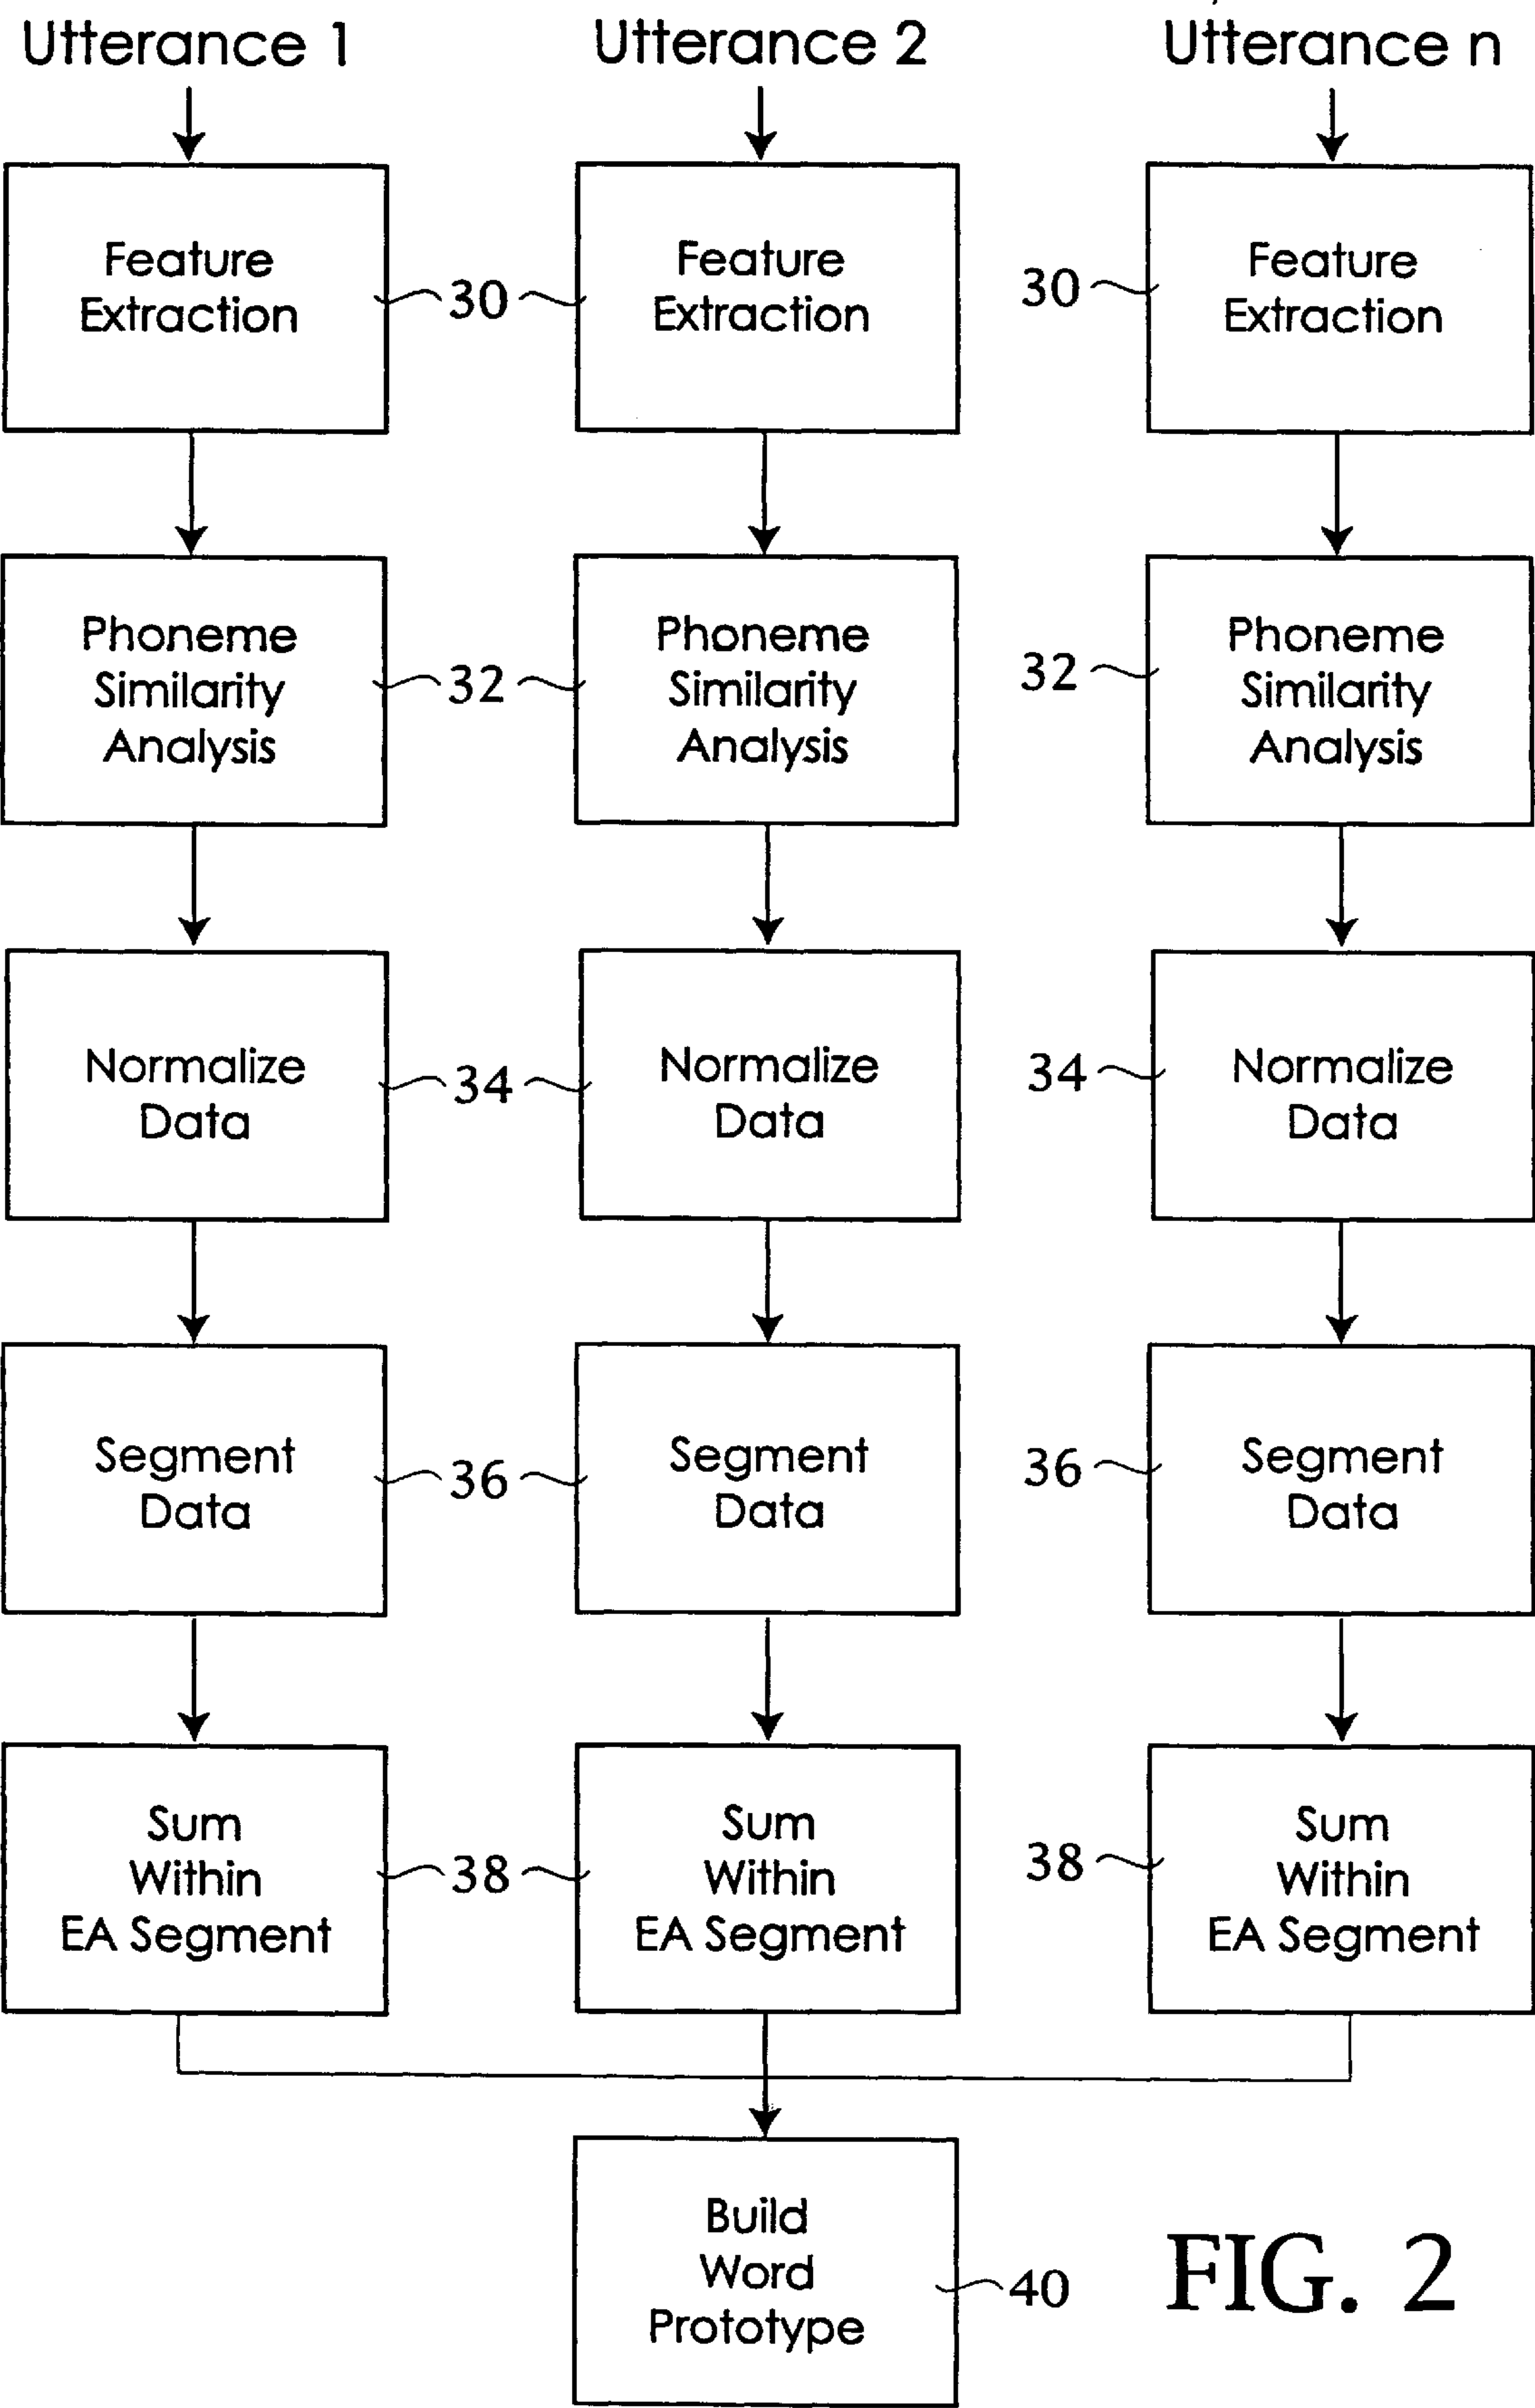 Utterance 1
Utterance 2
Utterance n
Feature
Extraction
30
Feature
Extraction
30
Feature
Extraction
Phoneme
Similarity
Analysis
32
Phoneme
Similarity
Analysis
32
Phoneme
Similarity
Analysis
Normalize
Data
34
Normalize
Data
34
Normalize
Data
Segment
Data
36
Segment
Data
36
Segment
Data
Sum
Within
EA Segment
38
Sum
Within
EA Segment
38
Sum
Within
EA Segment
Build
Word
Prototype
40
FIG. 2